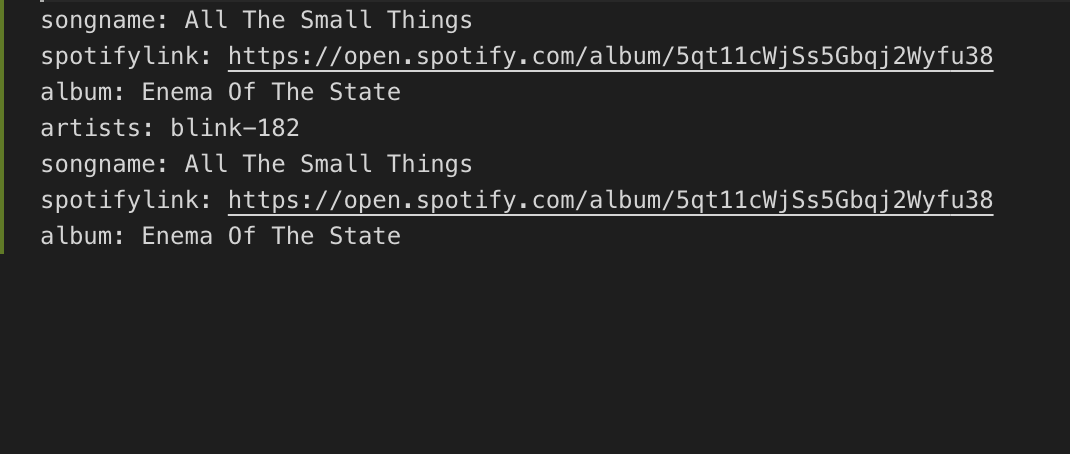 songname: All The Small Things
spotifylink: https://open.spotify.com/album/5qt11cWjSs5Gbqj2Wyfu38
album: Enema Of The State
artists: blink-182
songname: All The Small Things
spotifylink: https://open.spotify.com/album/5qt11cWjSs5Gbqj2Wyfu38
album: Enema Of The State